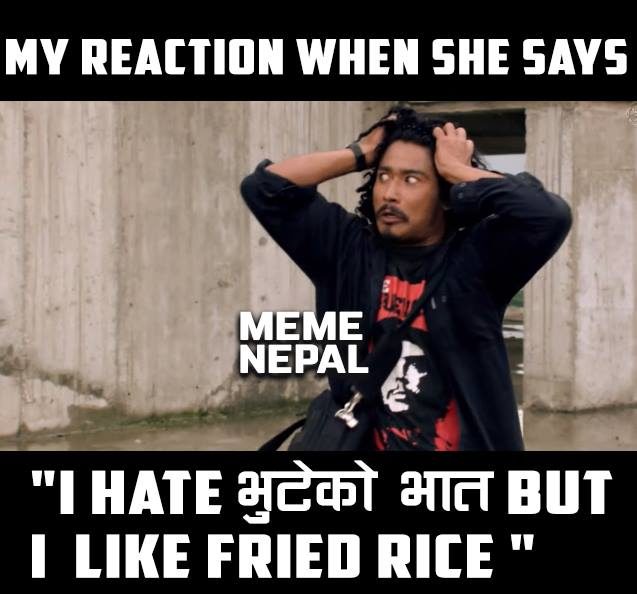 MY REACTION WHEN SHE SAYS
MEME
NEPAL
"I HATE भुटेको भात BUT
I LIKE FRIED RICE "